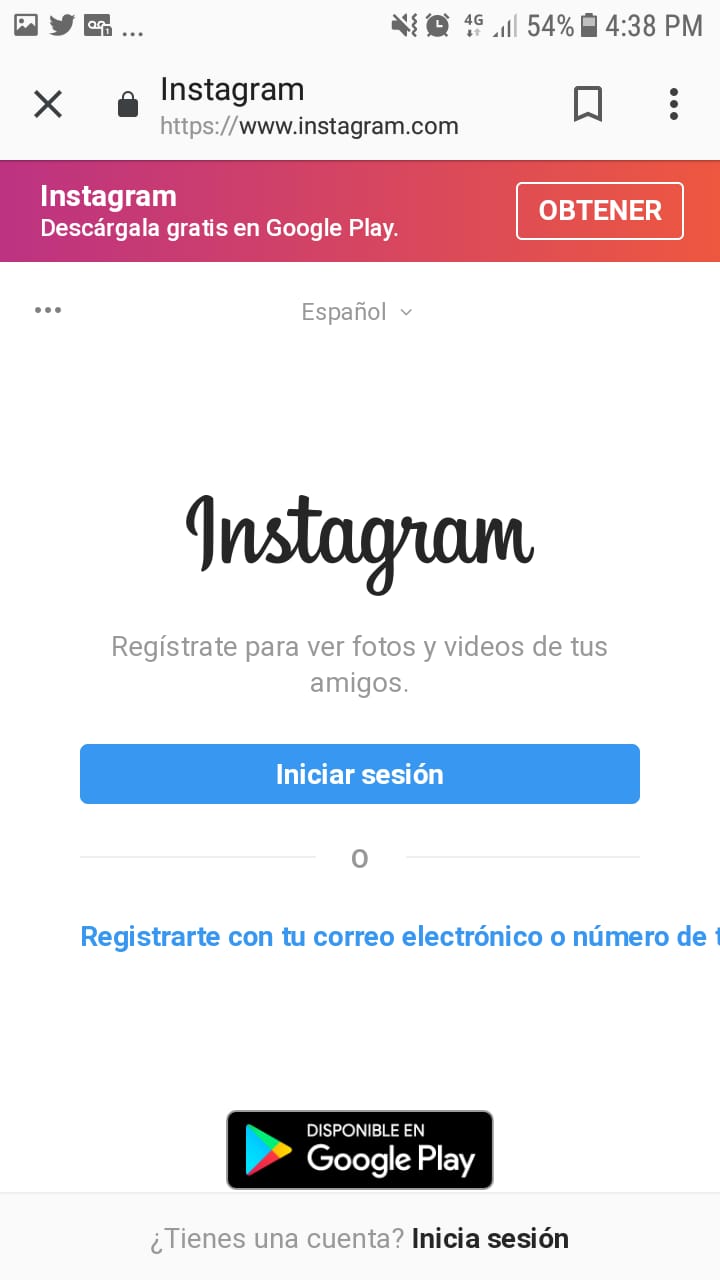 ... 4G 54% 4:38 PM
Instagram
https://www.instagram.com
Instagram
Descárgala gratis en Google Play.
OBTENER
Español
Instagram
Regístrate para ver fotos y videos de tus
amigos.
Iniciar sesión
O
Registrarte con tu correo electrónico o número de t
DISPONIBLE EN
Google Play
¿Tienes una cuenta? Inicia sesión